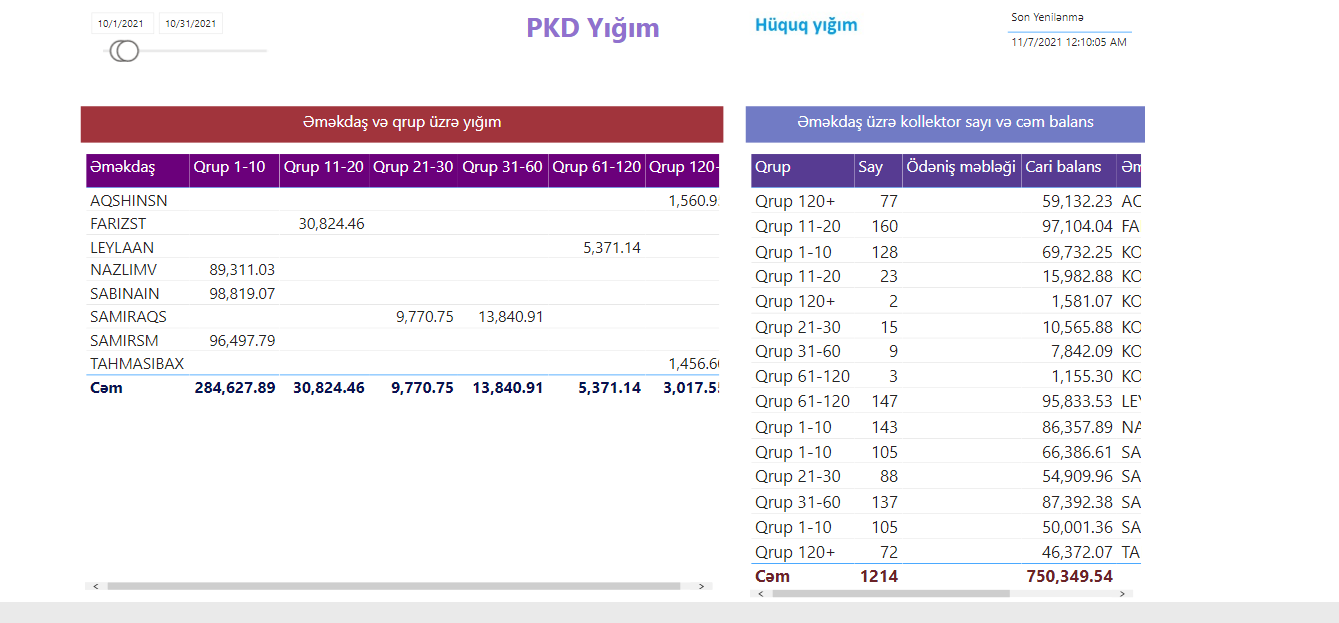 10/1/2021 10/31/2021
PKD Yığım
Hüquq yığım
Son Yenilənmə
11/7/2021 12:10:05 AM
Əməkdaş və qrup üzrə yığım
Əməkdaş Qrup 1-10 Qrup 11-20 Qrup 21-30 Qrup 31-60 Qrup 61-120 Qrup 120-
AQSHINSN 1,560.9
FARIZST 30,824.46
LEYLAAN 5,371.14
NAZLIMV 89,311.03
SABINAIN 98,819.07
SAMIRAQS 9,770.75 13,840.91
SAMIRSM 96,497.79
TAHMASIBAX 1,456.6
Cəm 284,627.89 30,824.46 9,770.75 13,840.91 5,371.14 3,017.5
Əməkdaş üzrə kollektor sayı və cəm balans
Qrup Say Ödəniş məbləği Cari balans Əm
Qrup 120+ 77 59,132.23 AC
Qrup 11-20 160 97,104.04 FA
Qrup 1-10 128 69,732.25 KO
Qrup 11-20 23 15,982.88 KO
Qrup 120+ 2 1,581.07 KO
Qrup 21-30 15 10,565.88 KO
Qrup 31-60 9 7,842.09 KO
Qrup 61-120 3 1,155.30 KO
Qrup 61-120 147 95,833.53 LE
Qrup 1-10 143 86,357.89 NA
Qrup 1-10 105 66,386.61 SA
Qrup 21-30 88 54,909.96 SA
Qrup 31-60 137 87,392.38 SA
Qrup 1-10 105 50,001.36 SA
Qrup 120+ 72 46,372.07 TA
Cəm 1214 750,349.54